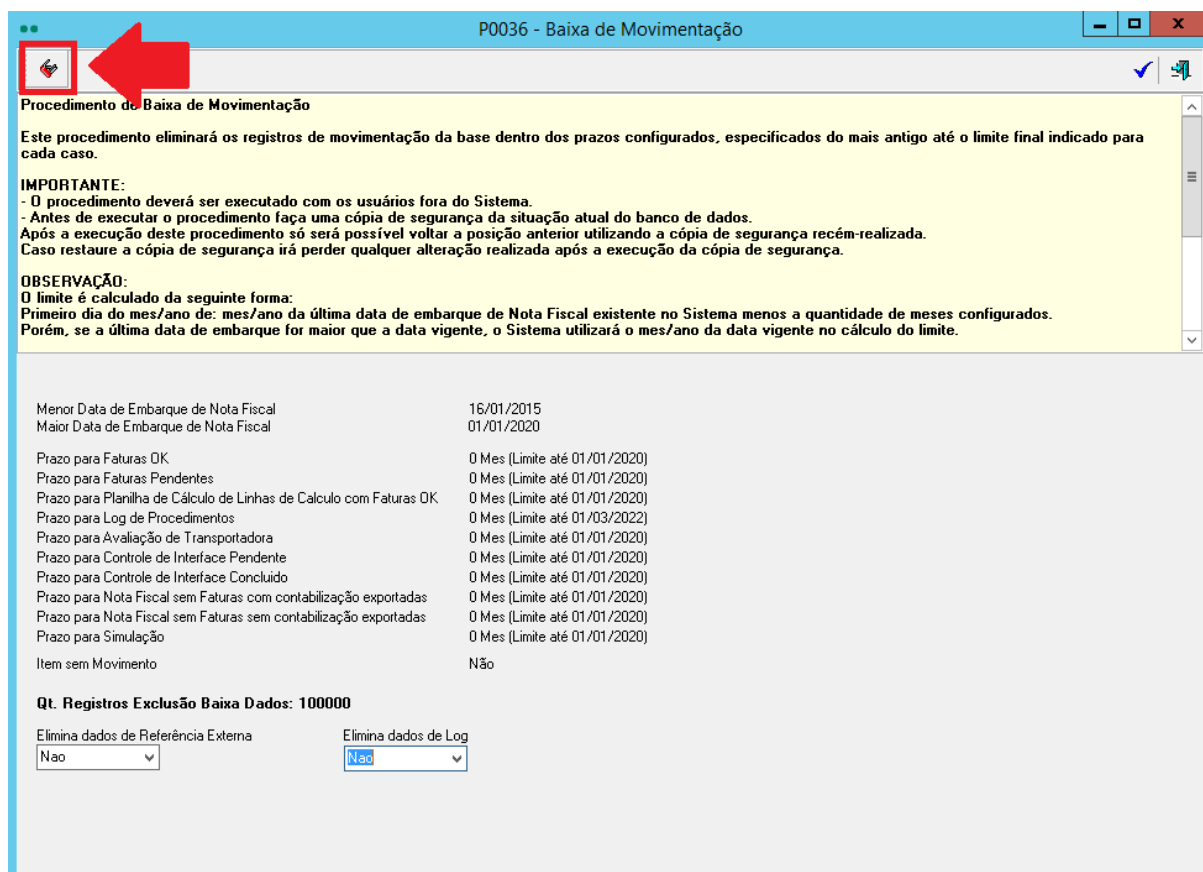 P0036 - Baixa de Movimentação
Procedimento de Baixa de Movimentação
Este procedimento eliminará os registros de movimentação da base dentro dos prazos configurados, especificados do mais antigo até o limite final indicado para
cada caso.
IMPORTANTE:
- O procedimento deverá ser executado com os usuários fora do Sistema.
- Antes de executar o procedimento faça uma cópia de segurança da situação atual do banco de dados.
Após a execução deste procedimento só será possível voltar a posição anterior utilizando a cópia de segurança recém-realizada.
Caso restaure a cópia de segurança irá perder qualquer alteração realizada após a execução da cópia de segurança.
OBSERVAÇÃO:
O limite é calculado da seguinte forma:
Primeiro dia do mes/ano de: mes/ano da última data de embarque de Nota Fiscal existente no Sistema menos a quantidade de meses configurados.
Porém, se a última data de embarque for maior que a data vigente, o Sistema utilizará o mes/ano da data vigente no cálculo do limite.
Menor Data de Embarque de Nota Fiscal 16/01/2015
Maior Data de Embarque de Nota Fiscal 01/01/2020
Prazo para Faturas OK 0 Mes (Limite até 01/01/2020)
Prazo para Faturas Pendentes 0 Mes (Limite até 01/01/2020)
Prazo para Planilha de Cálculo de Linhas de Calculo com Faturas OK 0 Mes (Limite até 01/01/2020)
Prazo para Log de Procedimentos 0 Mes (Limite até 01/03/2022)
Prazo para Avaliação de Transportadora 0 Mes (Limite até 01/01/2020)
Prazo para Controle de Interface Pendente 0 Mes (Limite até 01/01/2020)
Prazo para Controle de Interface Concluido 0 Mes (Limite até 01/01/2020)
Prazo para Nota Fiscal sem Faturas com contabilização exportadas 0 Mes (Limite até 01/01/2020)
Prazo para Nota Fiscal sem Faturas sem contabilização exportadas 0 Mes (Limite até 01/01/2020)
Prazo para Simulação 0 Mes (Limite até 01/01/2020)
Item sem Movimento Não
Qt. Registros Exclusão Baixa Dados: 100000
Elimina dados de Referência Externa Elimina dados de Log
Nao Nao